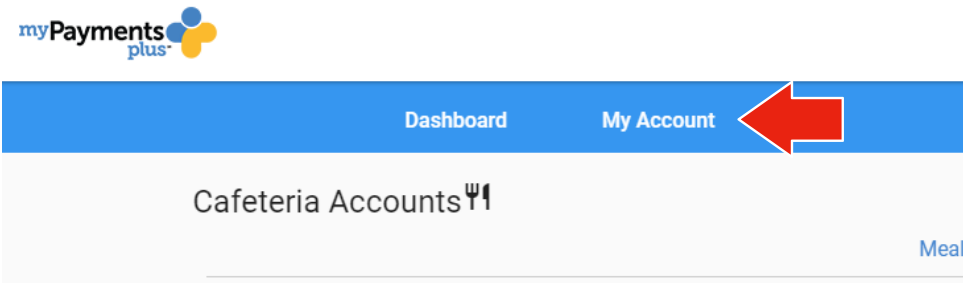 myPayments
plus
Dashboard My Account
Cafeteria Accounts
Meal